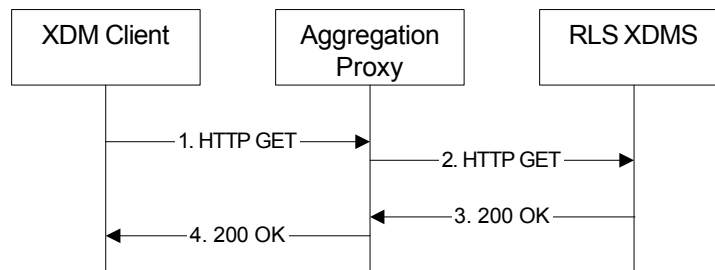 XDM Client
Aggregation
Proxy
RLS XDMS
1. HTTP GET
2. HTTP GET
3. 200 OK
4. 200 OK